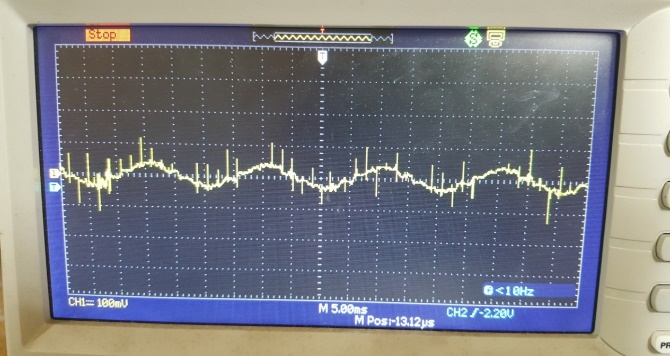 Stop
T
CH1 100mV
M 5.00ms
M Pos:-13.12µs
CH2 -2.20V
<10Hz